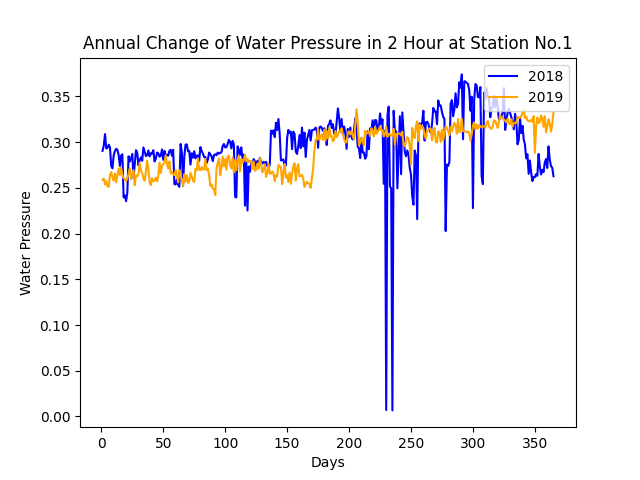 Annual Change of Water Pressure in 2 Hour at Station No.1
2018
2019
0.35
0.30
0.25
0.20
0.15
0.10
0.05
0.00
Water Pressure
0 50 100 150 200 250 300 350
Days